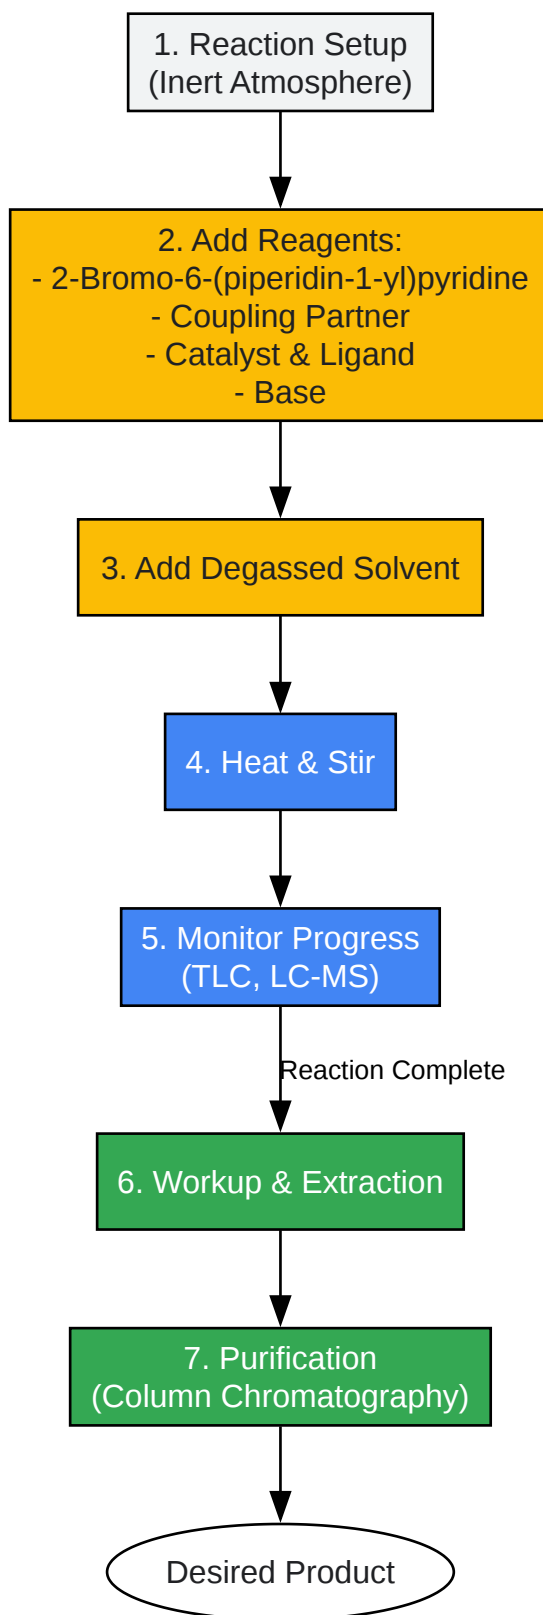 1. Reaction Setup
(Inert Atmosphere)
2. Add Reagents:
- 2-Bromo-6-(piperidin-1-yl)pyridine
- Coupling Partner
- Catalyst & Ligand
- Base
3. Add Degassed Solvent
4. Heat & Stir
5. Monitor Progress
(TLC, LC-MS)
Reaction Complete
6. Workup & Extraction
7. Purification
(Column Chromatography)
Desired Product